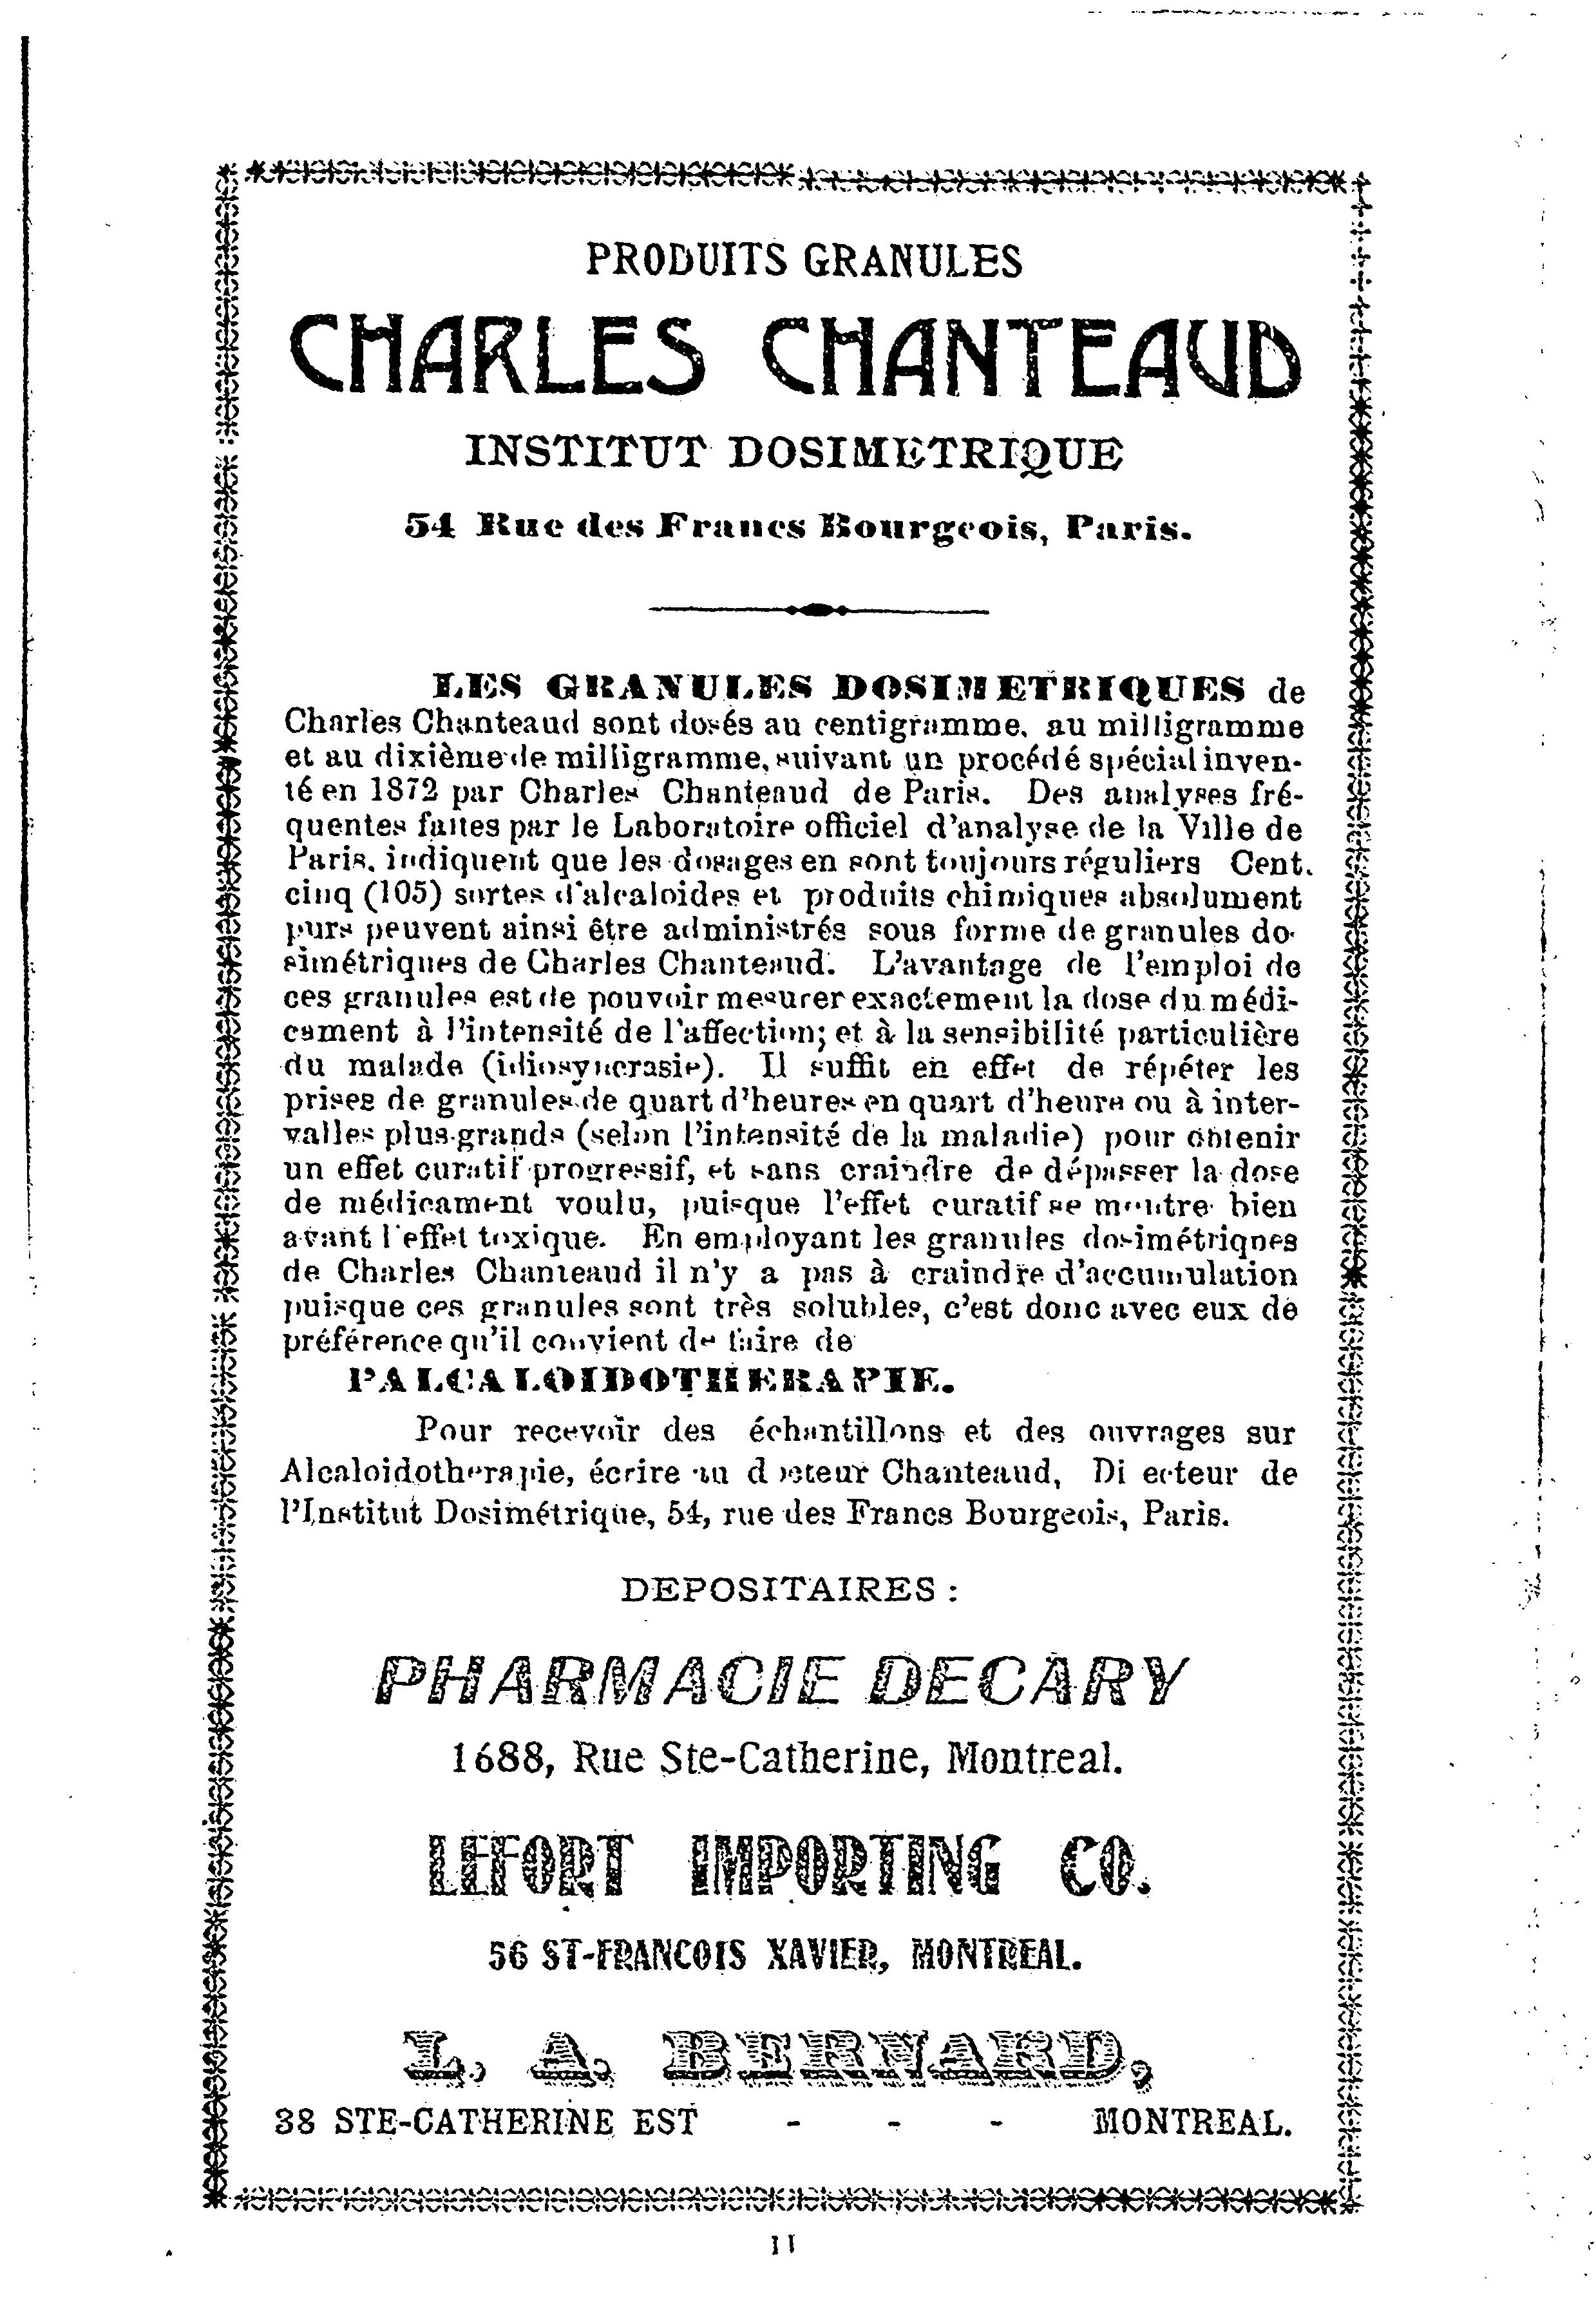 PRODUITS GRANULES
CHARLES CHANTEAUD
INSTITUT DOSIMETRIQUE
54 Rue des Francs Bourgeois, Paris.
LES GRANULES DOSIMETRIQUES de
Charles Chanteaud sont dosés au centigramme, au milligramme
et au dixième de milligramme, suivant un procédé spécial inven-
té en 1872 par Charles Chanteaud de Paris. Des analyses fré-
quentes faites par le Laboratoire officiel d'analyse de la Ville de
Paris, indiquent que les dosages en sont toujours réguliers Cent.
cinq (105) sortes d'alcaloides et produits chimiques absolument
purs peuvent ainsi être administrés sous forme de granules do-
simétriques de Charles Chanteaud. L'avantage de l'emploi de
ces granules est de pouvoir mesurer exactement la dose du médi-
cament à l'intensité de l'affection; et à la sensibilité particulière
du malade (idiosyncrasie). Il suffit en effet de répéter les
prises de granules de quart d'heures en quart d'heure ou à inter-
valles plus grands (selon l'intensité de la maladie) pour obtenir
un effet curatif progressif, et sans craindre de dépasser la dose
de médicament voulu, puisque l'effet curatif se montre bien
avant l'effet toxique. En employant les granules dosimétriques
de Charles Chanteaud il n'y a pas à craindre d'accumulation
puisque ces granules sont très solubles, c'est donc avec eux de
préférence qu'il convient de faire de
l'ALCALOIDOTHERAPIE.
Pour recevoir des échantillons et des ouvrages sur
Alcaloidotherapie, écrire au docteur Chanteaud, Directeur de
l'Institut Dosimétrique, 54, rue des Francs Bourgeois, Paris.
DEPOSITAIRES :
PHARMACIE DECARY
1688, Rue Ste-Catherine, Montreal.
LEFORT IMPORTING CO.
56 ST-FRANCOIS XAVIER, MONTREAL.
L. A. BERNARD,
38 STE-CATHERINE EST - - - MONTREAL.
II